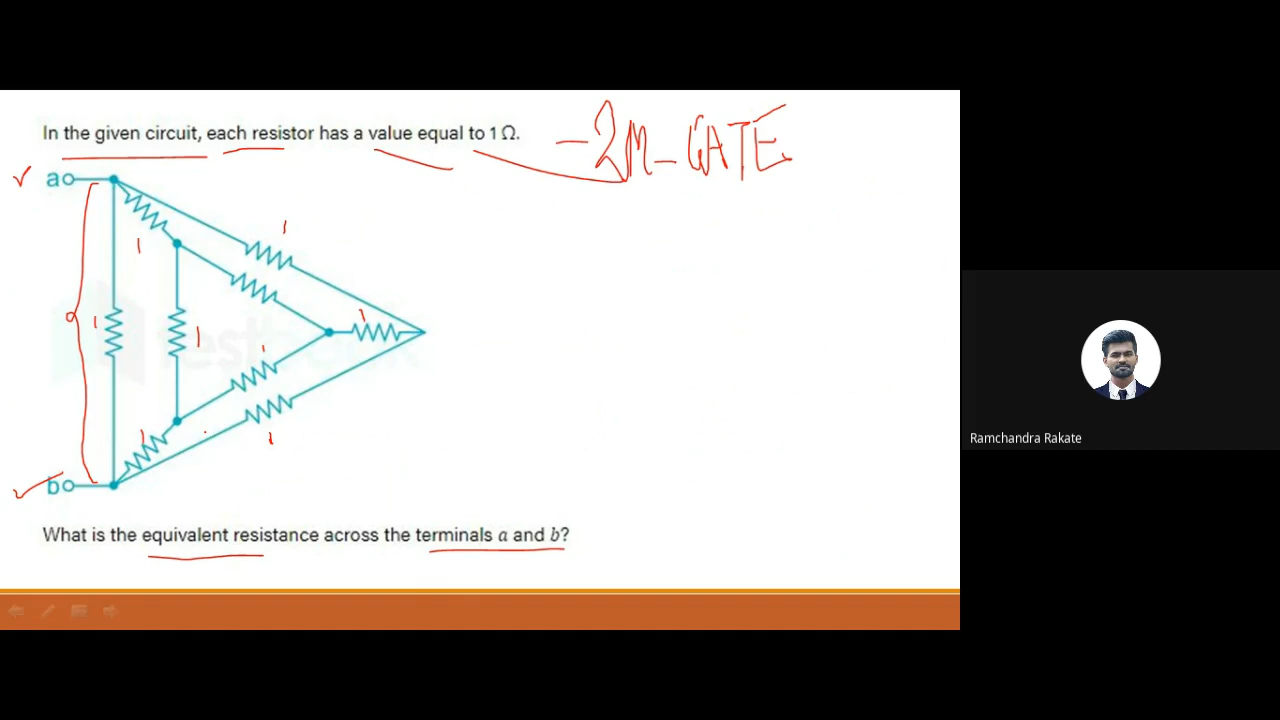 In the given circuit, each resistor has a value equal to 1 Ω.
-2M-GATE
a
1
1
1
1
1
1
1
1
b
What is the equivalent resistance across the terminals a and b?
Ramchandra Rakate